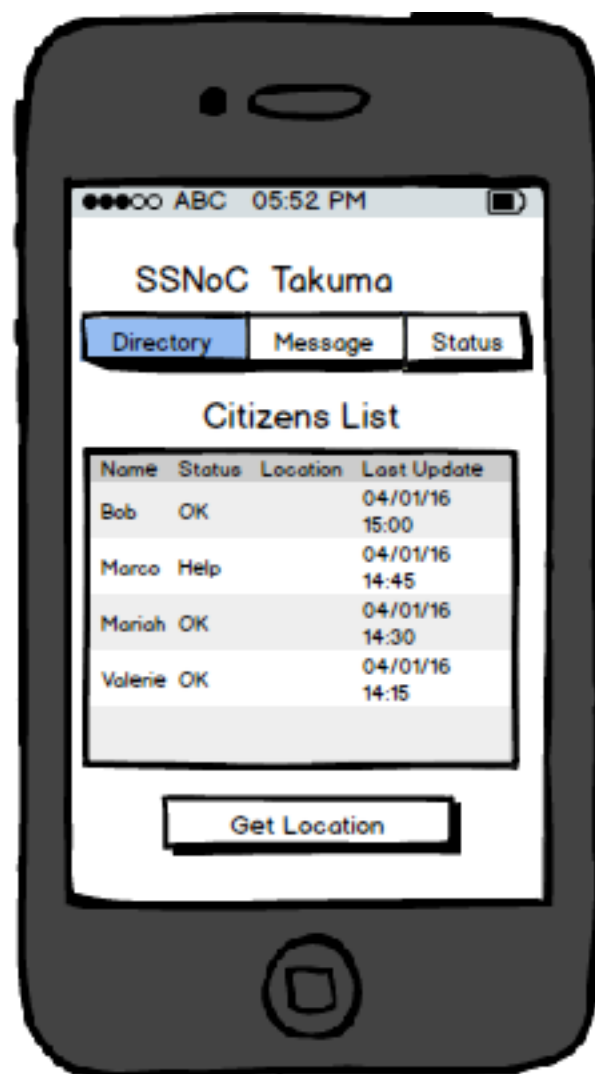 ABC 05:52 PM
SSNoC Takuma
Directory Message Status
Citizens List
Name Status Location Last Update
Bob OK 04/01/16
15:00
Marco Help 04/01/16
14:45
Mariah OK 04/01/16
14:30
Valerie OK 04/01/16
14:15
Get Location